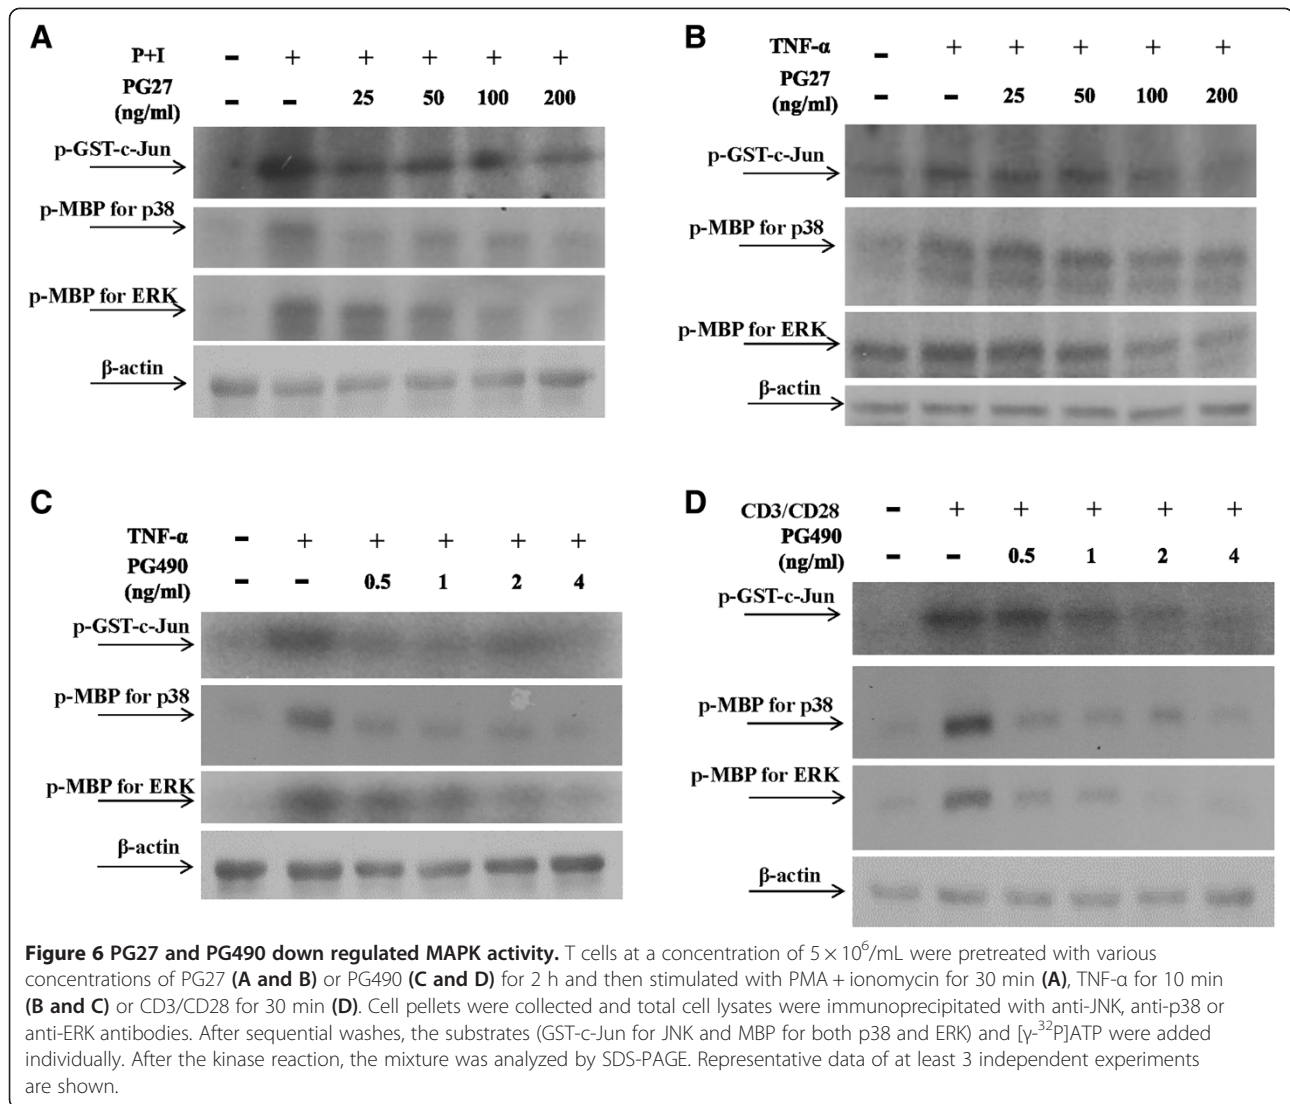 A
P+I - + + + + +
PG27 (ng/ml) - - 25 50 100 200
p-GST-c-Jun
p-MBP for p38
p-MBP for ERK
β-actin
B
TNF-α - + + + + +
PG27 (ng/ml) - - 25 50 100 200
p-GST-c-Jun
p-MBP for p38
p-MBP for ERK
β-actin
C
TNF-α - + + + + +
PG490 (ng/ml) - - 0.5 1 2 4
p-GST-c-Jun
p-MBP for p38
p-MBP for ERK
β-actin
D
CD3/CD28 - + + + + +
PG490 (ng/ml) - - 0.5 1 2 4
p-GST-c-Jun
p-MBP for p38
p-MBP for ERK
β-actin
Figure 6 PG27 and PG490 down regulated MAPK activity. T cells at a concentration of 5 × 10⁶/mL were pretreated with various
concentrations of PG27 (A and B) or PG490 (C and D) for 2 h and then stimulated with PMA + ionomycin for 30 min (A), TNF-α for 10 min
(B and C) or CD3/CD28 for 30 min (D). Cell pellets were collected and total cell lysates were immunoprecipitated with anti-JNK, anti-p38 or
anti-ERK antibodies. After sequential washes, the substrates (GST-c-Jun for JNK and MBP for both p38 and ERK) and [γ-³²P]ATP were added
individually. After the kinase reaction, the mixture was analyzed by SDS-PAGE. Representative data of at least 3 independent experiments
are shown.